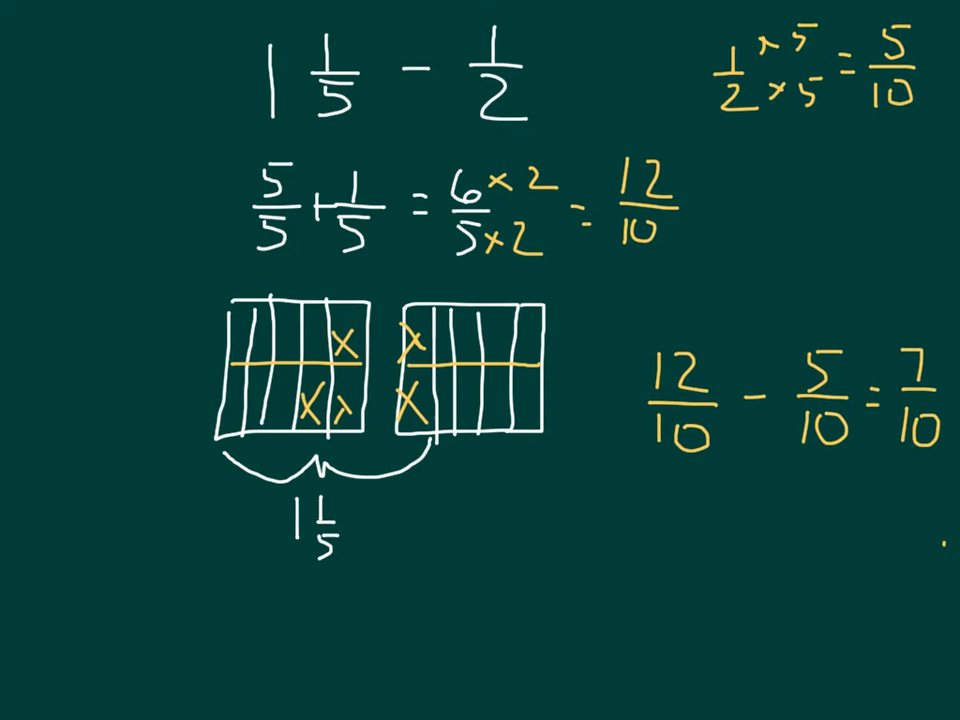 1 1/5 - 1/2
1/2 × 5 / × 5 = 5/10
5/5 + 1/5 = 6/5 × 2 / × 2 = 12/10
x x
x x x
12/10 - 5/10 = 7/10
1 1/5